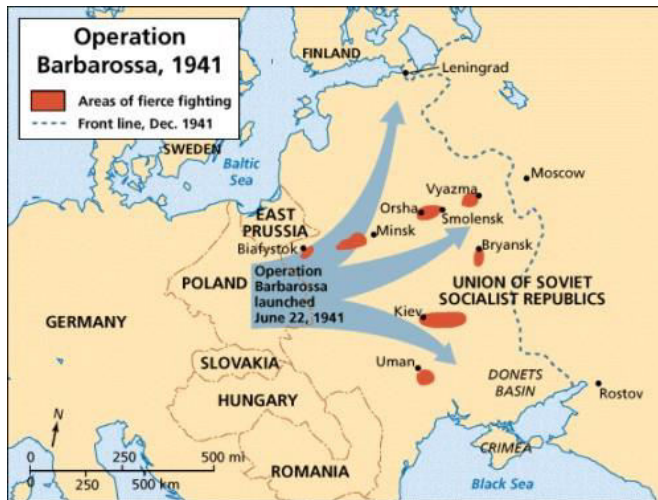 Operation
Barbarossa, 1941
Areas of fierce fighting
Front line, Dec. 1941
FINLAND
Leningrad
SWEDEN
Baltic
Sea
Moscow
Vyazma
Orsha
Smolensk
EAST
PRUSSIA
Minsk
Białystok
Bryansk
Operation
Barbarossa
launched
June 22, 1941
POLAND
UNION OF SOVIET
SOCIALIST REPUBLICS
GERMANY
Kiev
SLOVAKIA
Uman
DONETS
BASIN
HUNGARY
Rostov
N
CRIMEA
0 250 500 mi
0 250 500 km
ROMANIA
Black Sea